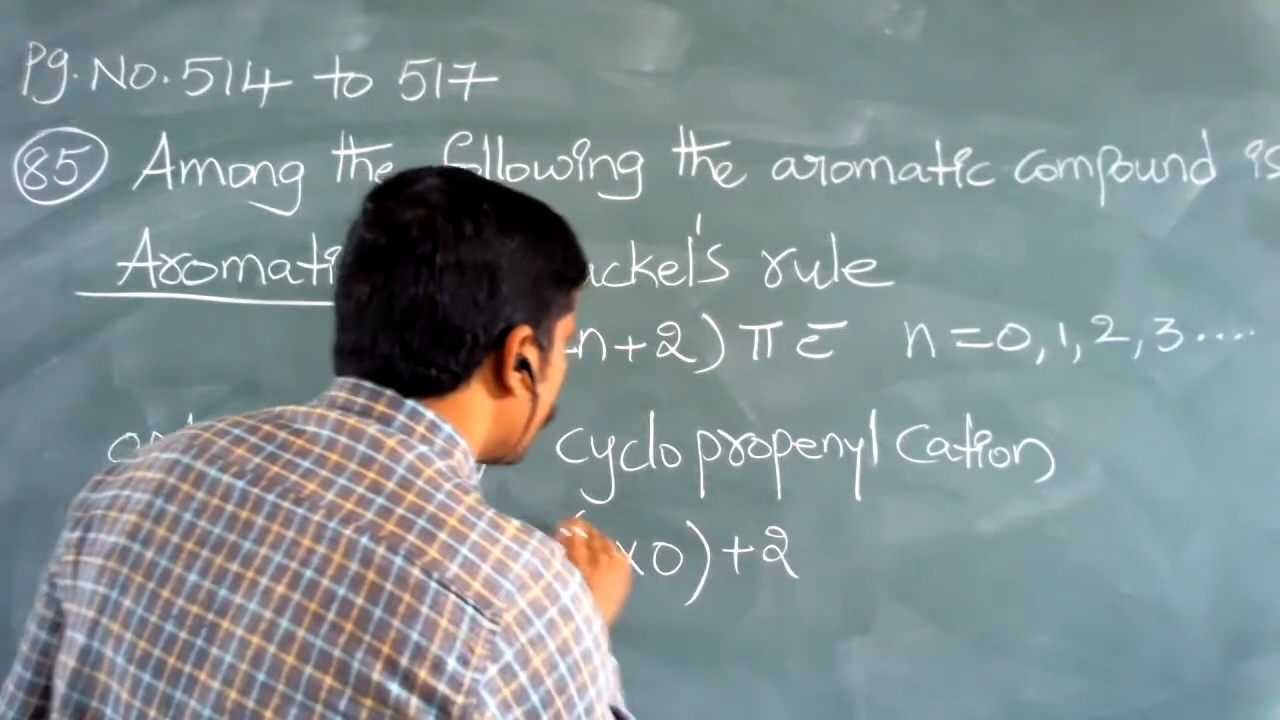 Pg. No. 514 to 517
85 Among the following the aromatic compound is
Aromati ückel's rule
n+2) π ē n = 0, 1, 2, 3 ....
cyclopropenyl cation
x0) + 2